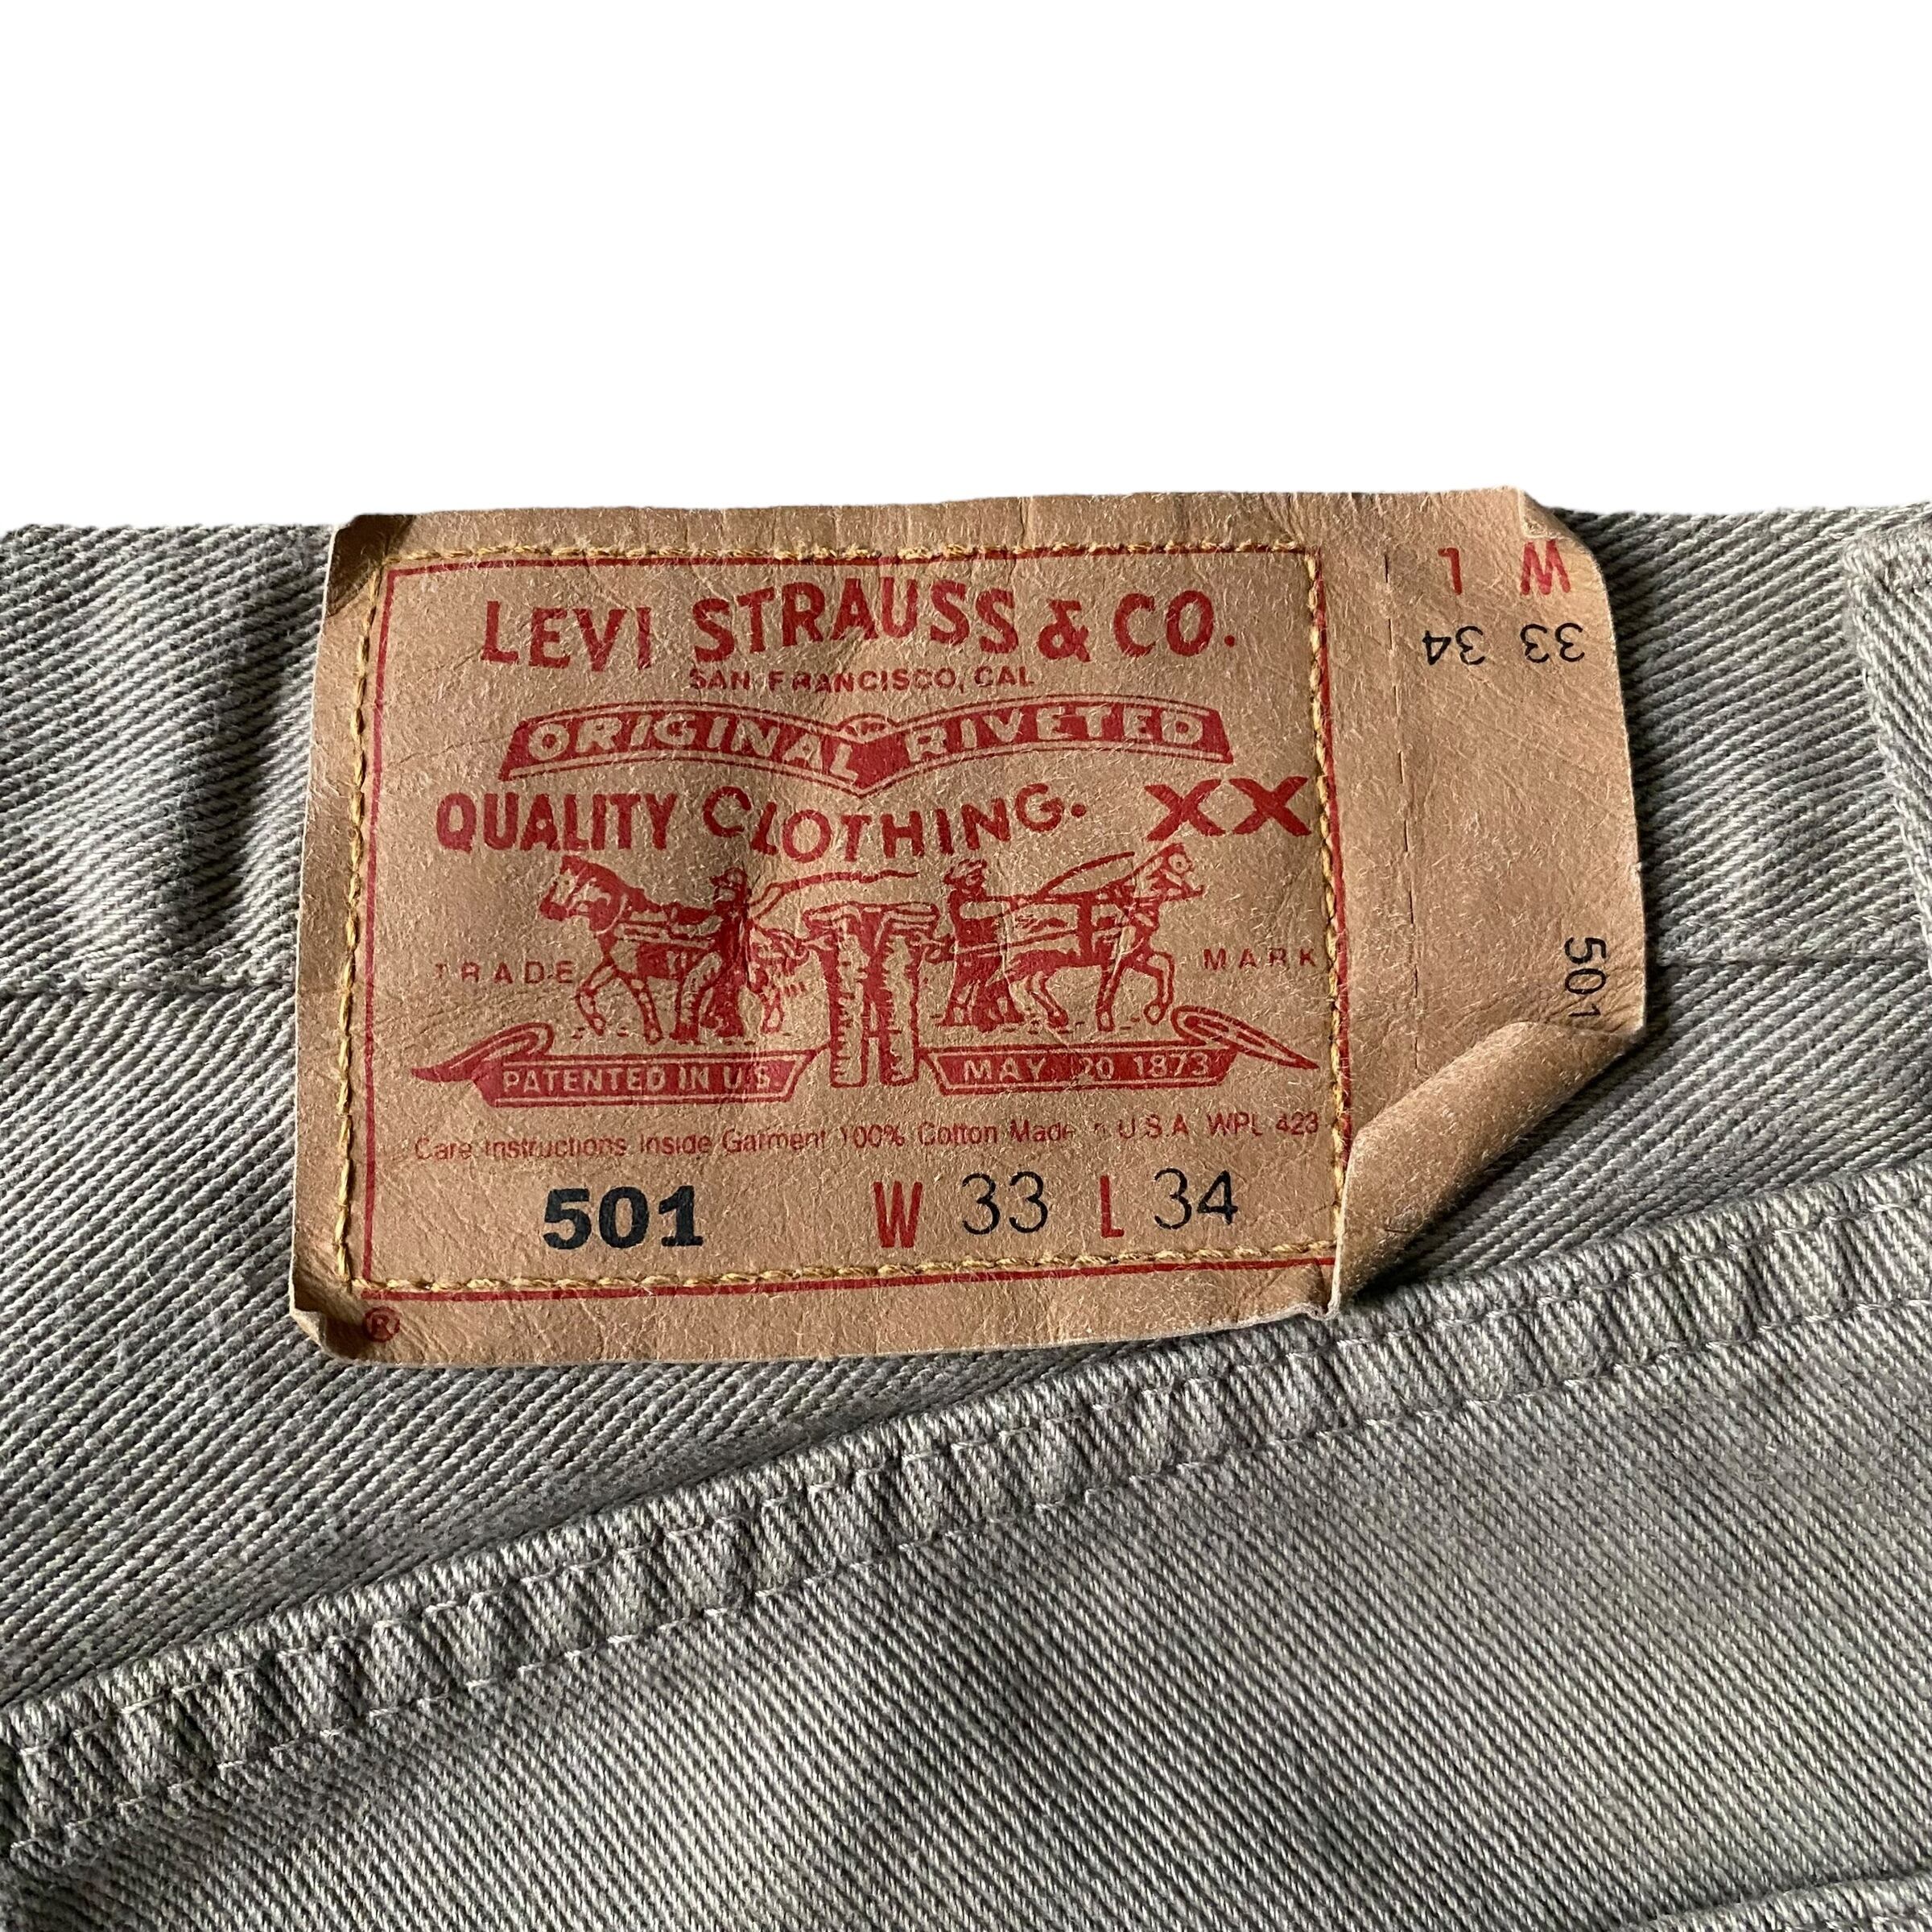 LEVI STRAUSS & CO.
SAN FRANCISCO, CAL
ORIGINAL RIVETED
QUALITY CLOTHING. XX
TRADE MARK
PATENTED IN U.S. MAY 20 1873
Care Instructions Inside Garment 100% Cotton Made in U.S.A WPL 423
501 W 33 L 34
®
W L
33 34
501